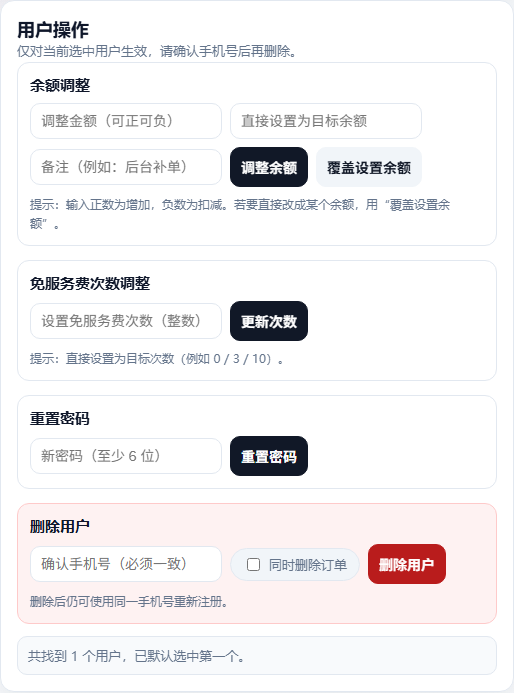 用户操作
仅对当前选中用户生效，请确认手机号后再删除。
余额调整
调整金额（可正可负）
直接设置为目标余额
备注（例如：后台补单）
调整余额
覆盖设置余额
提示：输入正数为增加，负数为扣减。若要直接改成某个余额，用“覆盖设置余
额”。
免服务费次数调整
设置免服务费次数（整数）
更新次数
提示：直接设置为目标次数（例如 0 / 3 / 10）。
重置密码
新密码（至少 6 位）
重置密码
删除用户
确认手机号（必须一致）
同时删除订单
删除用户
删除后仍可使用同一手机号重新注册。
共找到 1 个用户，已默认选中第一个。